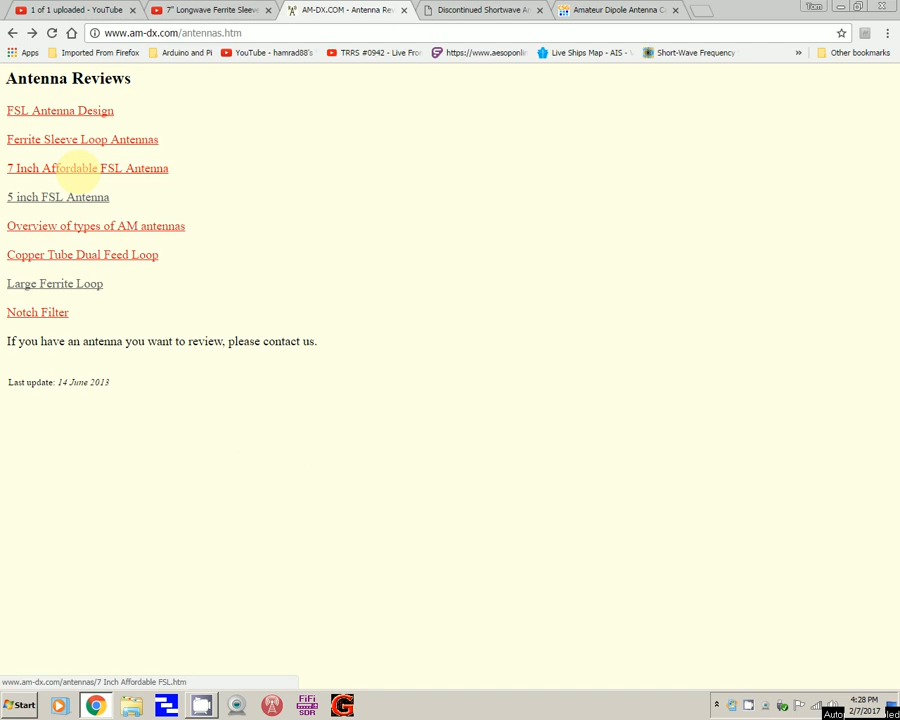 1 of 1 uploaded - YouTube
7" Longwave Ferrite Sleeve
AM-DX.COM - Antenna Rev
Discontinued Shortwave A
Amateur Dipole Antenna C
Tom
www.am-dx.com/antennas.htm
Apps
Imported From Firefox
Arduino and Pi
YouTube - hamrad88's
TRRS #0942 - Live Fro
https://www.aesoponlin
Live Ships Map - AIS - 
Short-Wave Frequency
»
Other bookmarks
Antenna Reviews
FSL Antenna Design
Ferrite Sleeve Loop Antennas
7 Inch Affordable FSL Antenna
5 inch FSL Antenna
Overview of types of AM antennas
Copper Tube Dual Feed Loop
Large Ferrite Loop
Notch Filter
If you have an antenna you want to review, please contact us.
Last update: 14 June 2013
www.am-dx.com/antennas/7 Inch Affordable FSL.htm
Start
FiFi
SDR
4:28 PM
2/7/2017